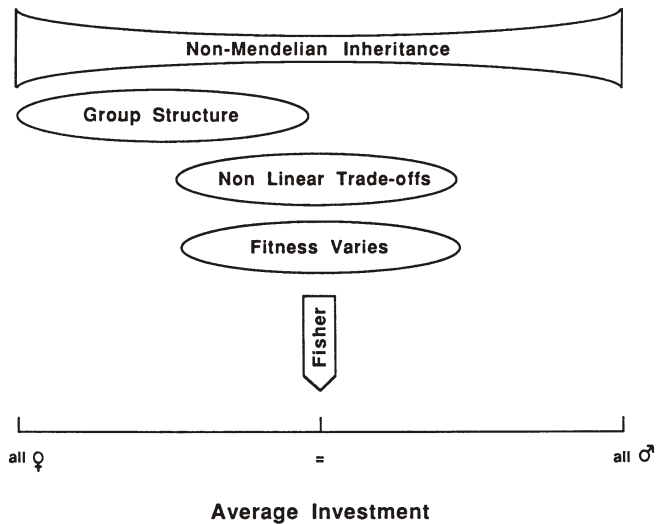 Non-Mendelian Inheritance
Group Structure
Non Linear Trade-offs
Fitness Varies
Fisher
all ♀ = all ♂
Average Investment